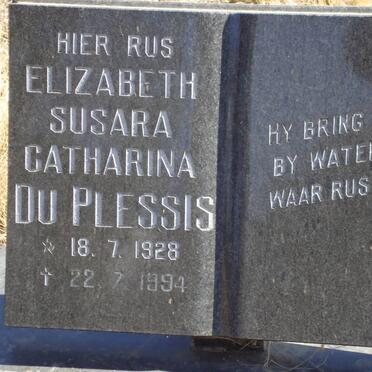 HIER RUS
ELIZABETH
SUSARA
CATHARINA
DU PLESSIS
☆ 18. 7. 1928
† 22. 7. 1994
HY BRING
BY WATE
WAAR RUS